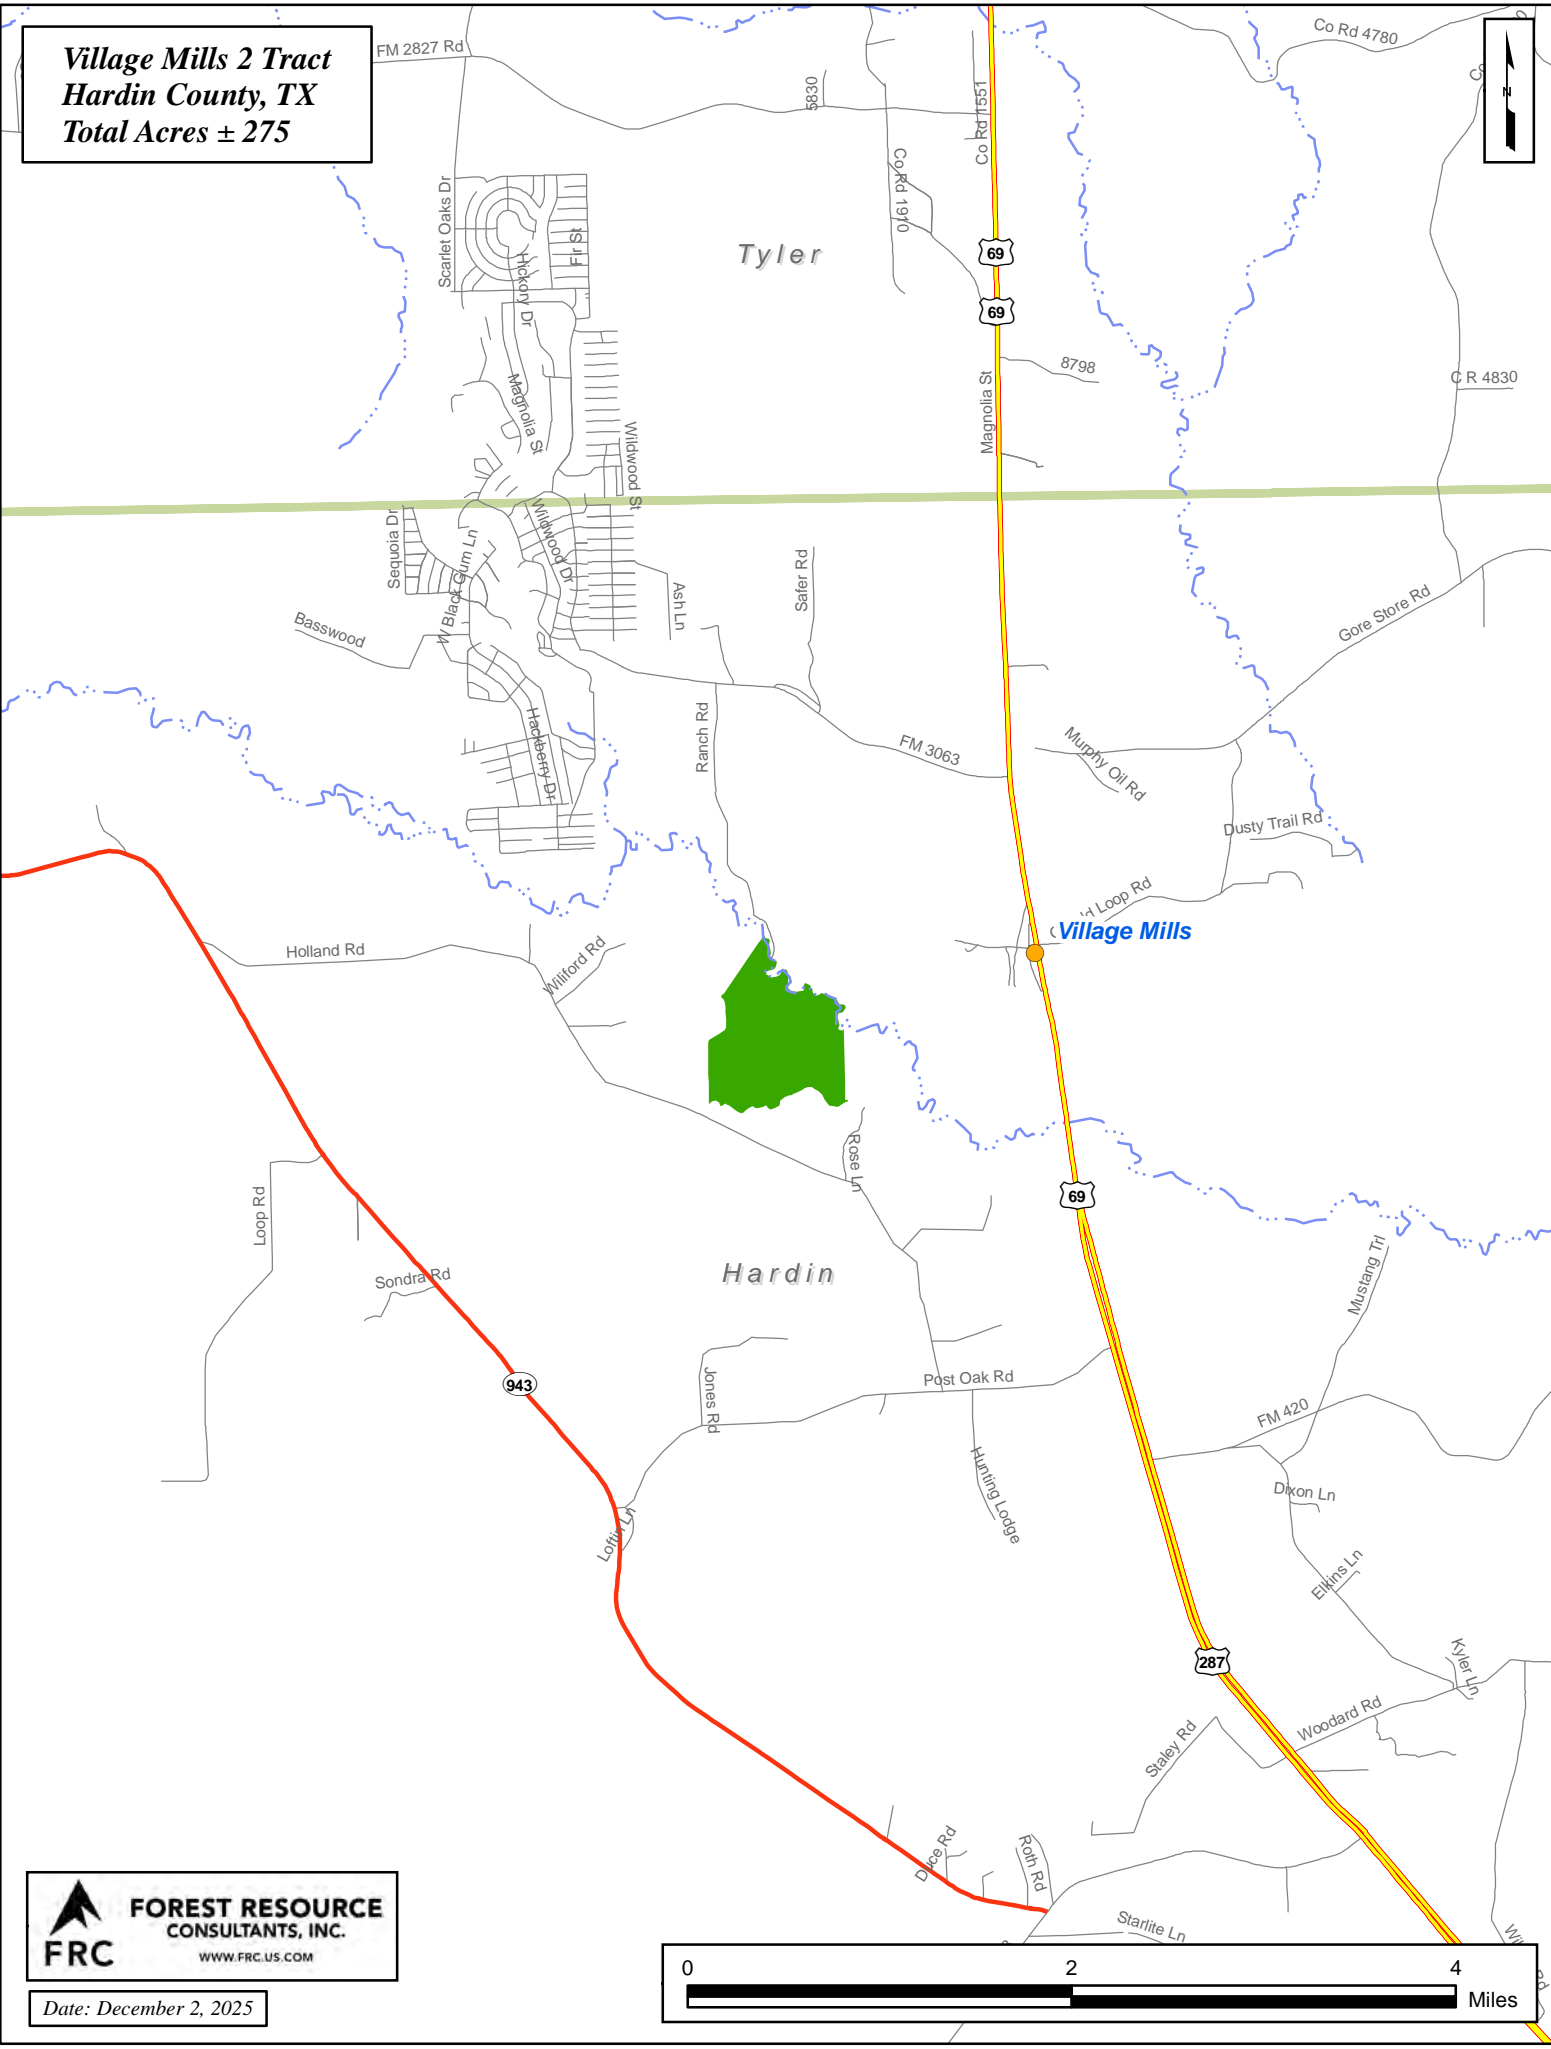 Village Mills 2 Tract
Hardin County, TX
Total Acres ± 275
FM 2827 Rd
Co Rd 4780
N
5830
Co Rd 1551
Co Rd 1910
Scarlet Oaks Dr
Fir St
Hickory Dr
Tyler
69
69
8798
C R 4830
Magnolia St
Magnolia St
Wildwood St
Sequoia Dr
W Black Gum Ln
Wildwood Dr
Ash Ln
Safer Rd
Basswood
Gore Store Rd
Hackberry Dr
Ranch Rd
FM 3063
Murphy Oil Rd
Dusty Trail Rd
ld Loop Rd
Village Mills
Holland Rd
Wiliford Rd
Rose Ln
69
Loop Rd
Sondra Rd
Hardin
Mustang Trl
943
Jones Rd
Post Oak Rd
FM 420
Hunting Lodge
Dixon Ln
Loftin Ln
Elkins Ln
287
Kyler Ln
Woodard Rd
Staley Rd
Duce Rd
Roth Rd
Starlite Ln
FRC
FOREST RESOURCE
CONSULTANTS, INC.
WWW.FRC.US.COM
Date: December 2, 2025
0 2 4
Miles